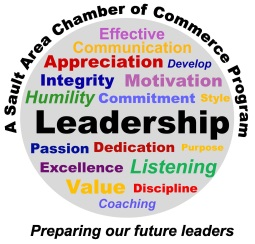 A Sault Area Chamber of Commerce Program
Effective
Communication
Appreciation Develop
Integrity Motivation
Humility Commitment Style
Leadership
Passion Dedication Purpose
Excellence Listening
Value Discipline
Coaching
Preparing our future leaders